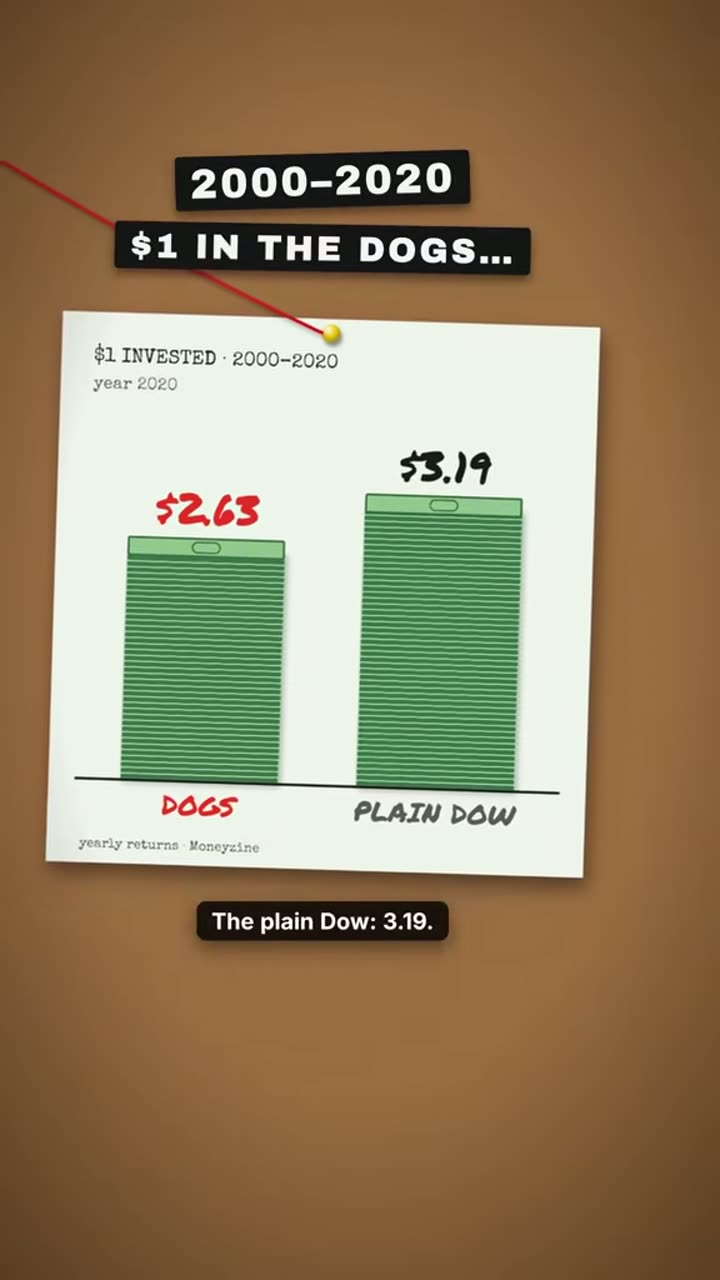 2000–2020
$1 IN THE DOGS...
$1 INVESTED · 2000–2020
year 2020
$3.19
$2.63
DOGS
PLAIN DOW
yearly returns · Moneyzine
The plain Dow: 3.19.